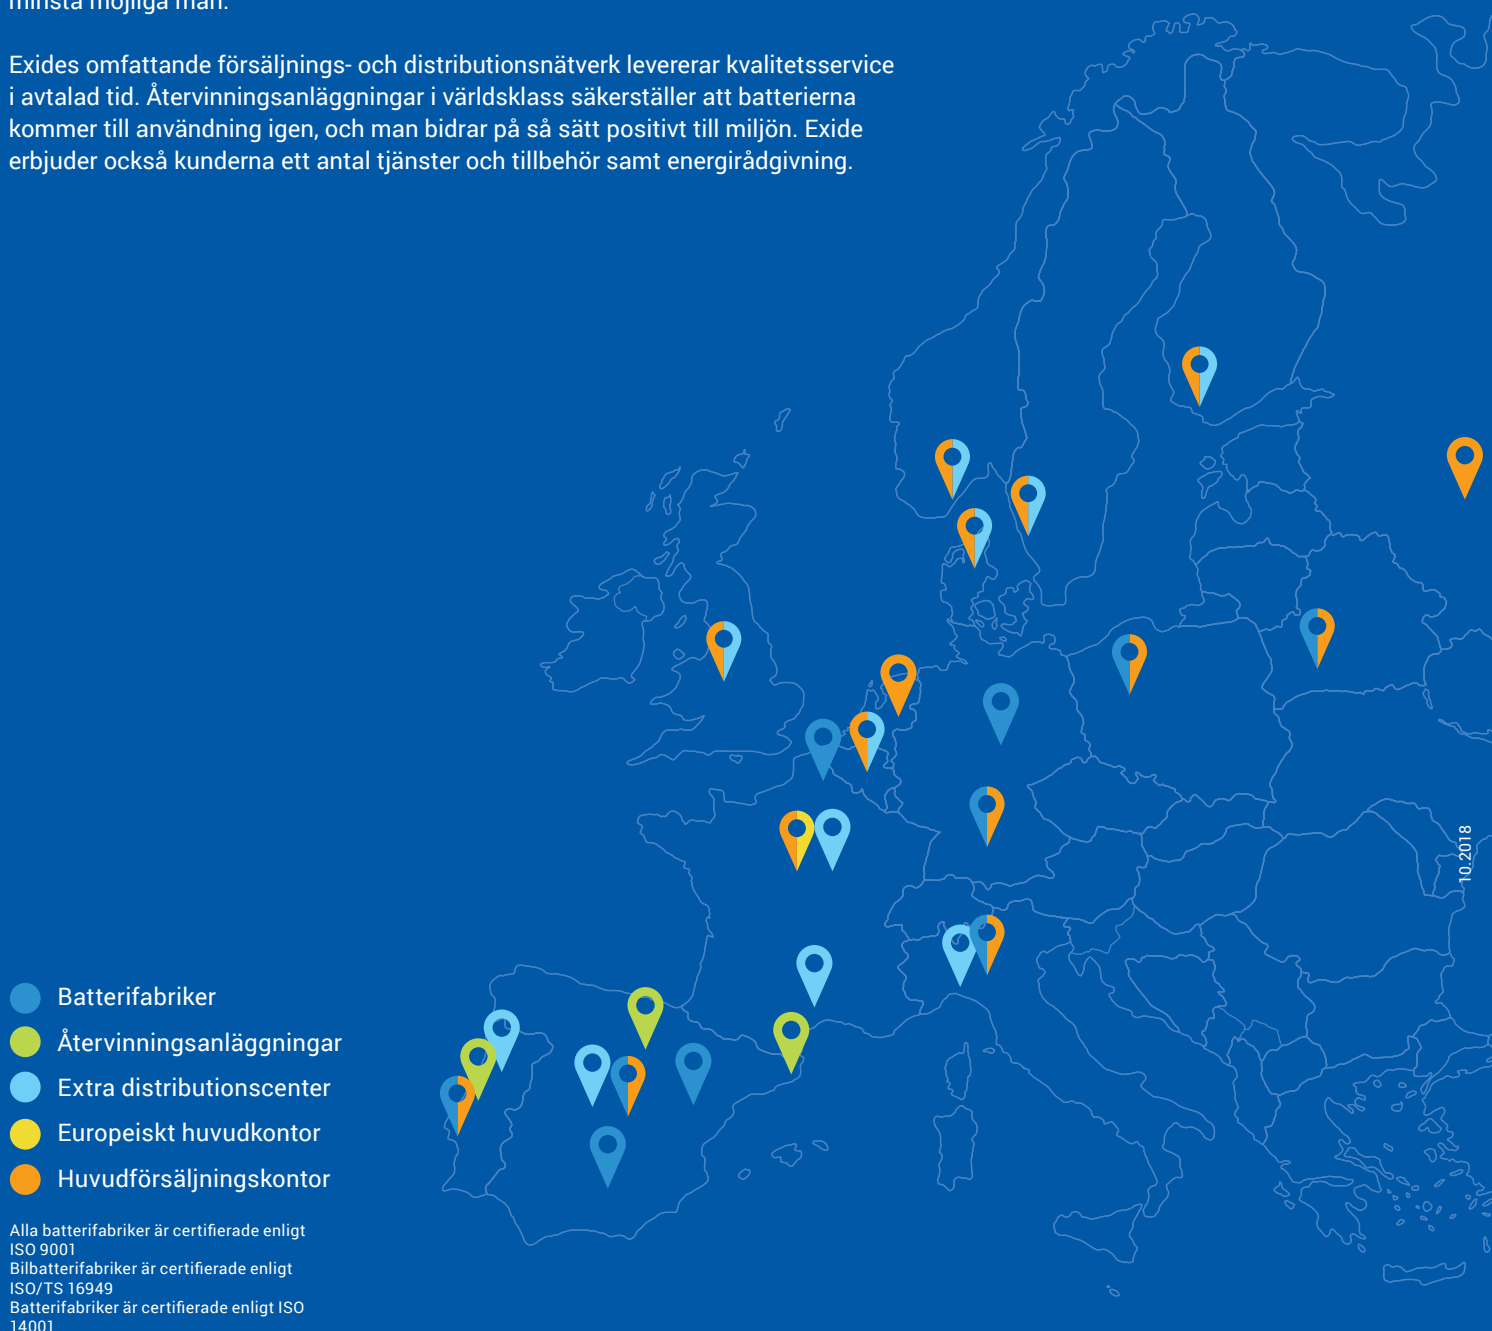 minsta möjliga mån.
Exides omfattande försäljnings- och distributionsnätverk levererar kvalitetsservice
i avtalad tid. Återvinningsanläggningar i världsklass säkerställer att batterierna
kommer till användning igen, och man bidrar på så sätt positivt till miljön. Exide
erbjuder också kunderna ett antal tjänster och tillbehör samt energirådgivning.
10.2018
Batterifabriker
Återvinningsanläggningar
Extra distributionscenter
Europeiskt huvudkontor
Huvudförsäljningskontor
Alla batterifabriker är certifierade enligt
ISO 9001
Bilbatterifabriker är certifierade enligt
ISO/TS 16949
Batterifabriker är certifierade enligt ISO
14001